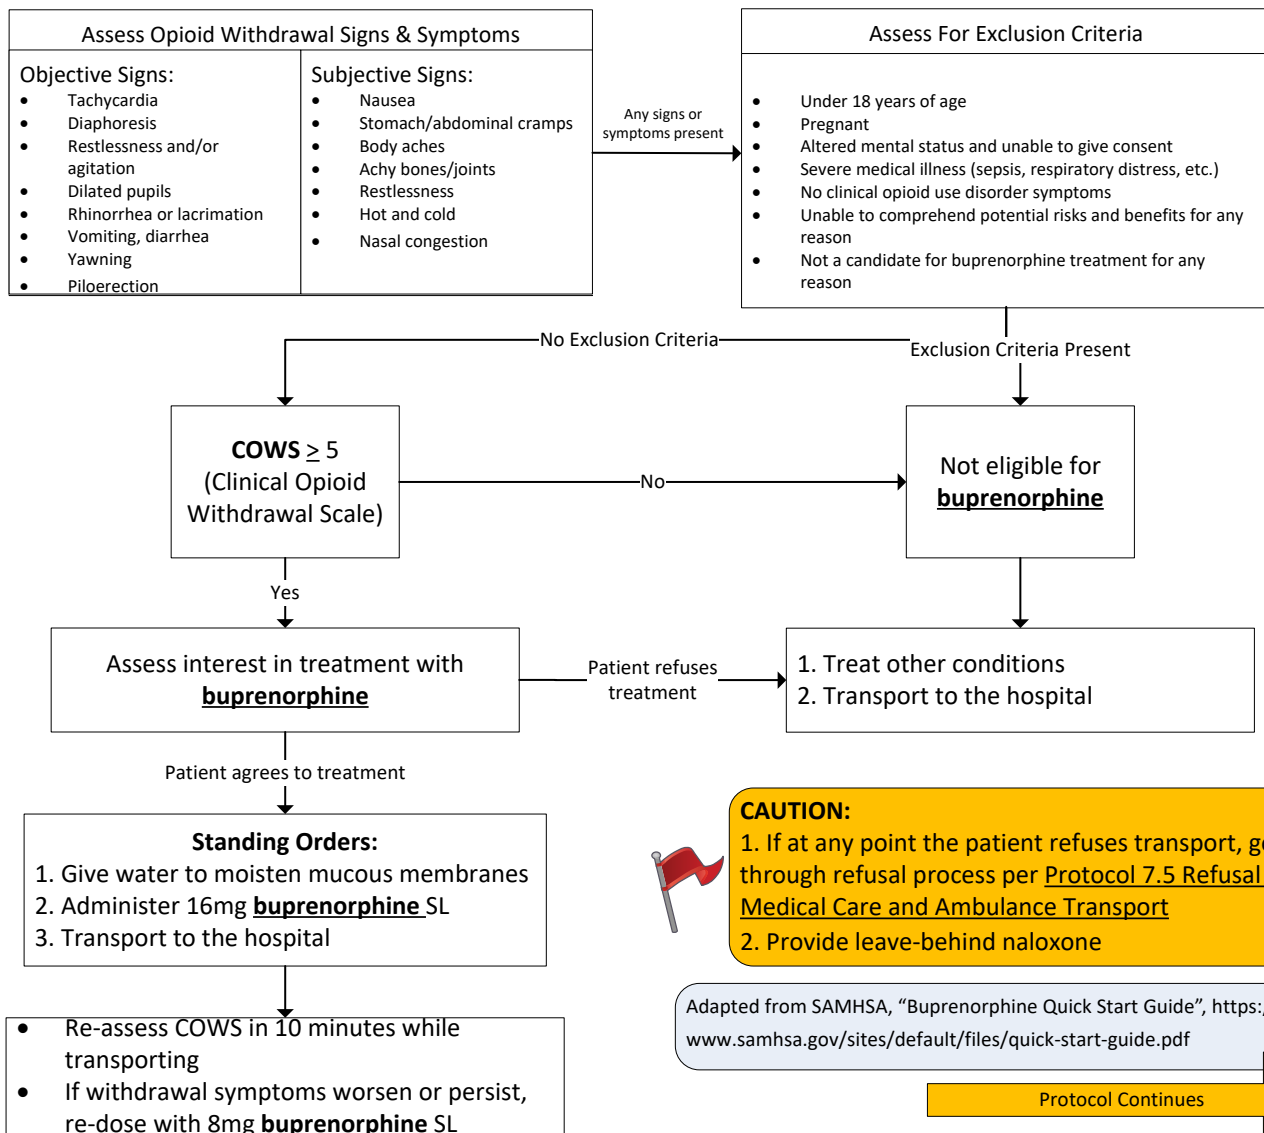 Assess Opioid Withdrawal Signs & Symptoms
Objective Signs:
• Tachycardia
• Diaphoresis
• Restlessness and/or
agitation
• Dilated pupils
• Rhinorrhea or lacrimation
• Vomiting, diarrhea
• Yawning
• Piloerection
Subjective Signs:
• Nausea
• Stomach/abdominal cramps
• Body aches
• Achy bones/joints
• Restlessness
• Hot and cold
• Nasal congestion
Any signs or
symptoms present
Assess For Exclusion Criteria
• Under 18 years of age
• Pregnant
• Altered mental status and unable to give consent
• Severe medical illness (sepsis, respiratory distress, etc.)
• No clinical opioid use disorder symptoms
• Unable to comprehend potential risks and benefits for any
reason
• Not a candidate for buprenorphine treatment for any
reason
No Exclusion Criteria
Exclusion Criteria Present
COWS ≥ 5
(Clinical Opioid
Withdrawal Scale)
No
Not eligible for
buprenorphine
Yes
Assess interest in treatment with
buprenorphine
Patient refuses
treatment
1. Treat other conditions
2. Transport to the hospital
Patient agrees to treatment
Standing Orders:
1. Give water to moisten mucous membranes
2. Administer 16mg buprenorphine SL
3. Transport to the hospital
CAUTION:
1. If at any point the patient refuses transport,
through refusal process per Protocol 7.5 Refusal
Medical Care and Ambulance Transport
2. Provide leave-behind naloxone
Adapted from SAMHSA, “Buprenorphine Quick Start Guide”, https:
www.samhsa.gov/sites/default/files/quick-start-guide.pdf
• Re-assess COWS in 10 minutes while
transporting
• If withdrawal symptoms worsen or persist,
re-dose with 8mg buprenorphine SL
Protocol Continues